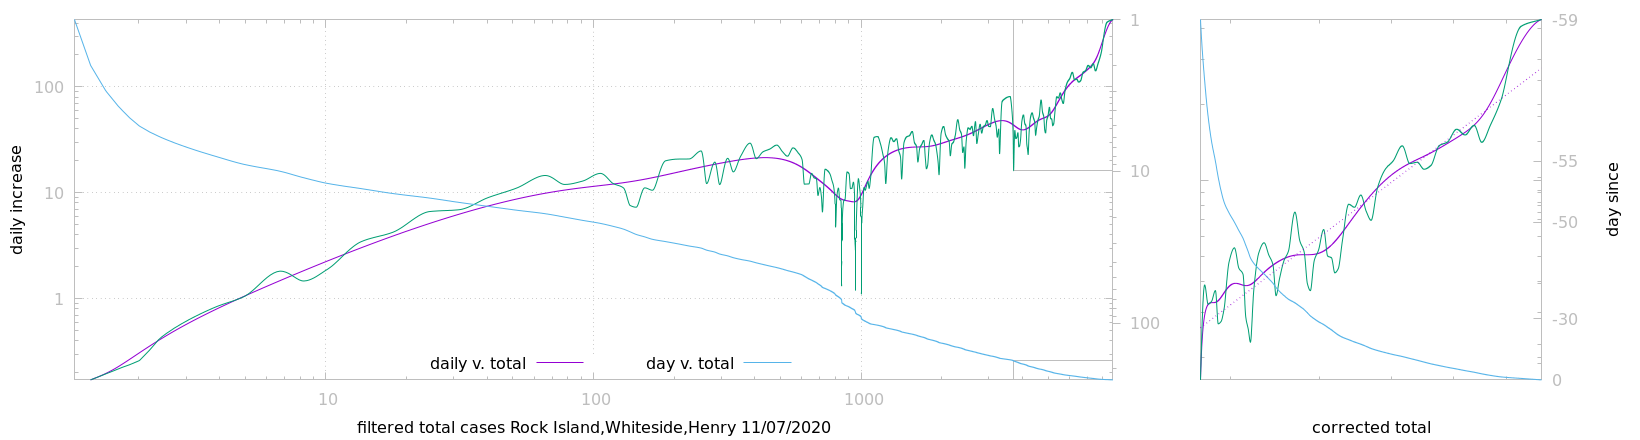 daily increase
100
10
1
10
100
1000
1
10
100
daily v. total
day v. total
filtered total cases Rock Island,Whiteside,Henry 11/07/2020
-59
-55
-50
-30
0
day since
corrected total